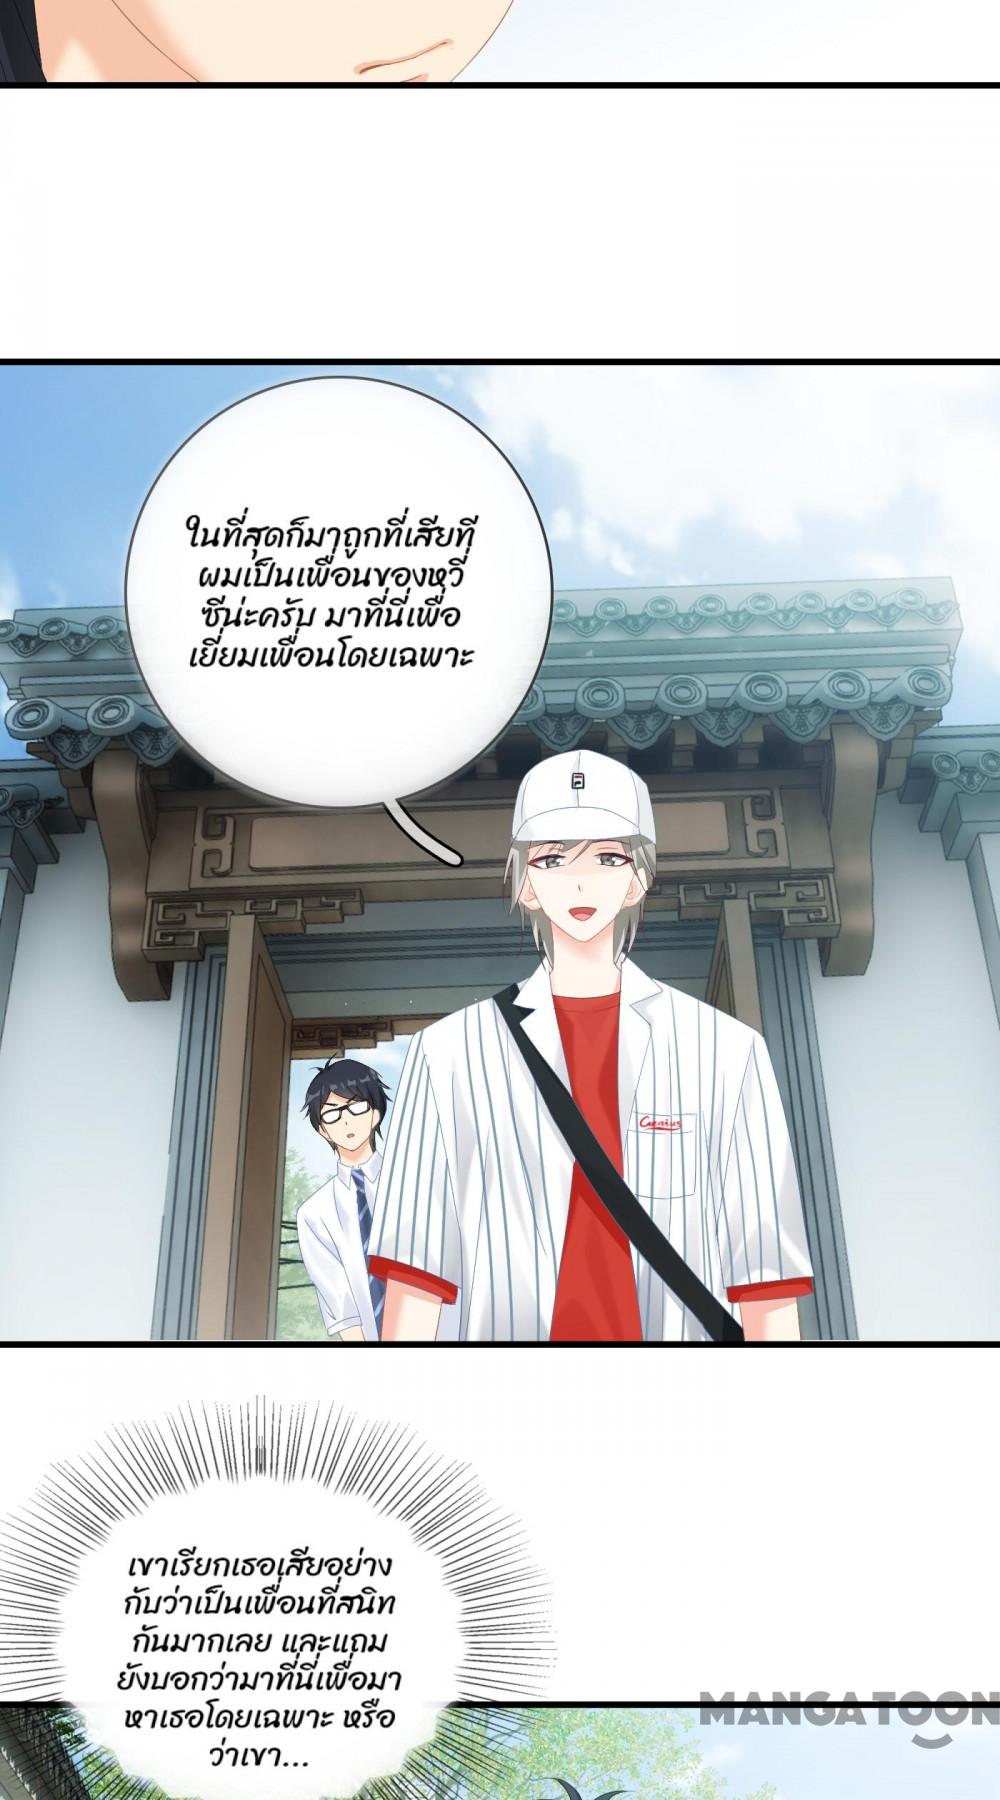 ในที่สุดก็มาถูกที่เสียที
ผมเป็นเพื่อนของหวี่
ซีน่ะครับ มาที่นี่เพื่อ
เยี่ยมเพื่อนโดยเฉพาะ
Genius
เขาเรียกเธอเสียอย่าง
กับว่าเป็นเพื่อนที่สนิท
กันมากเลย และแถม
ยังบอกว่ามาที่นี่เพื่อมา
หาเธอโดยเฉพาะ หรือ
ว่าเขา...
MANGATOON